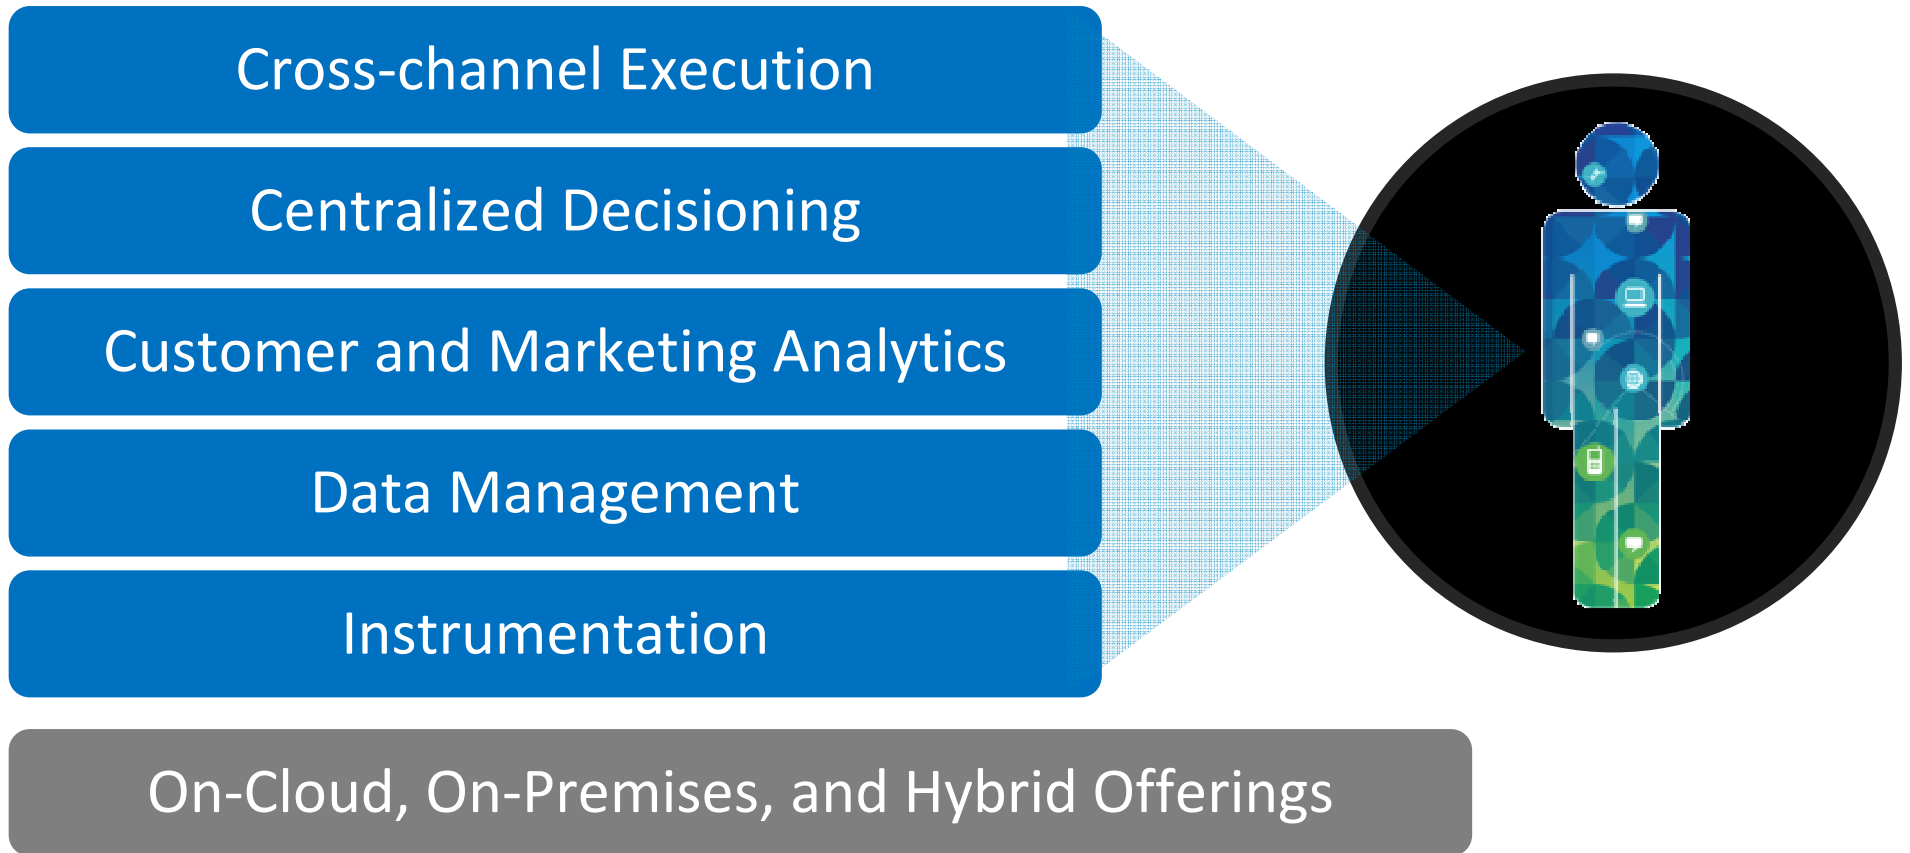 Cross-channel Execution
Centralized Decisioning
Customer and Marketing Analytics
Data Management
Instrumentation
On-Cloud, On-Premises, and Hybrid Offerings